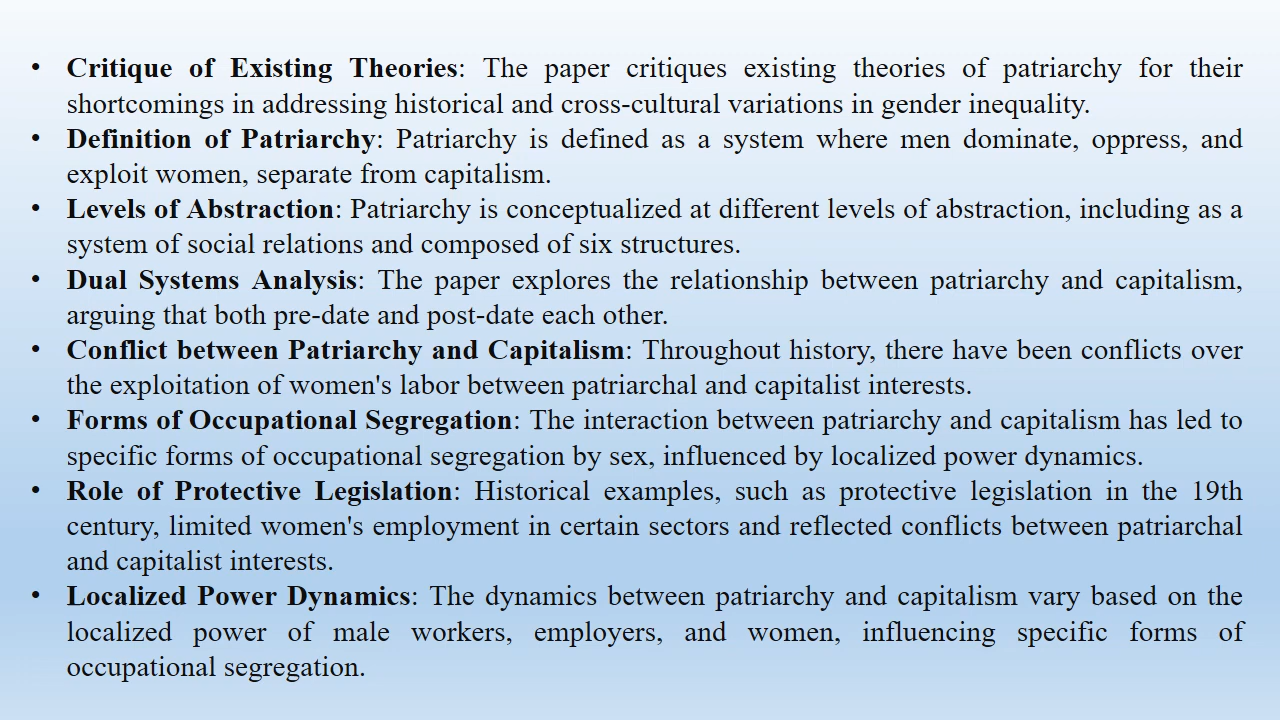 • Critique of Existing Theories: The paper critiques existing theories of patriarchy for their
shortcomings in addressing historical and cross-cultural variations in gender inequality.
• Definition of Patriarchy: Patriarchy is defined as a system where men dominate, oppress, and
exploit women, separate from capitalism.
• Levels of Abstraction: Patriarchy is conceptualized at different levels of abstraction, including as a
system of social relations and composed of six structures.
• Dual Systems Analysis: The paper explores the relationship between patriarchy and capitalism,
arguing that both pre-date and post-date each other.
• Conflict between Patriarchy and Capitalism: Throughout history, there have been conflicts over
the exploitation of women's labor between patriarchal and capitalist interests.
• Forms of Occupational Segregation: The interaction between patriarchy and capitalism has led to
specific forms of occupational segregation by sex, influenced by localized power dynamics.
• Role of Protective Legislation: Historical examples, such as protective legislation in the 19th
century, limited women's employment in certain sectors and reflected conflicts between patriarchal
and capitalist interests.
• Localized Power Dynamics: The dynamics between patriarchy and capitalism vary based on the
localized power of male workers, employers, and women, influencing specific forms of
occupational segregation.